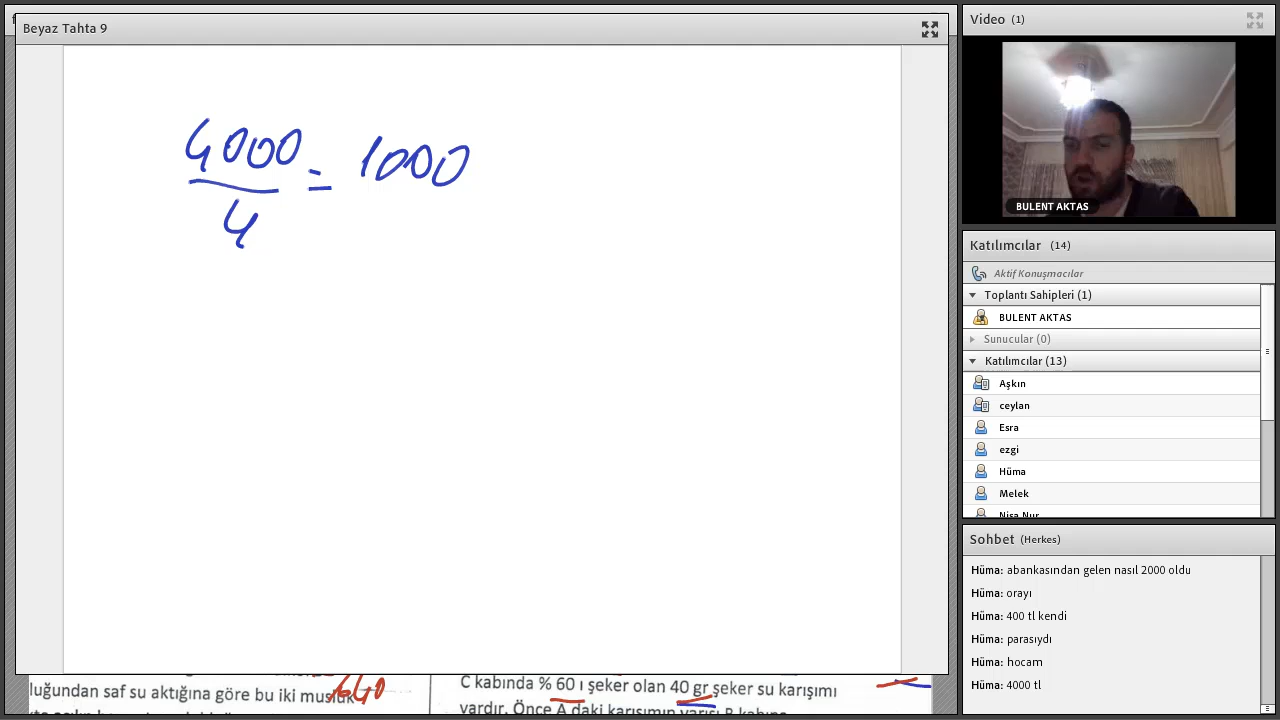 Beyaz Tahta 9
4000
4
= 1000
640
luğundan saf su aktığına göre bu iki musluk
C kabında % 60 ı şeker olan 40 gr şeker su karışımı
vardır. Önce A daki karışımın yarısı B kabına
Video (1)
BULENT AKTAS
Katılımcılar (14)
Aktif Konuşmacılar
Toplantı Sahipleri (1)
BULENT AKTAS
Sunucular (0)
Katılımcılar (13)
Aşkın
ceylan
Esra
ezgi
Hüma
Melek
Nisa Nur
Sohbet (Herkes)
Hüma: abankasından gelen nasıl 2000 oldu
Hüma: orayı
Hüma: 400 tl kendi
Hüma: parasıydı
Hüma: hocam
Hüma: 4000 tl